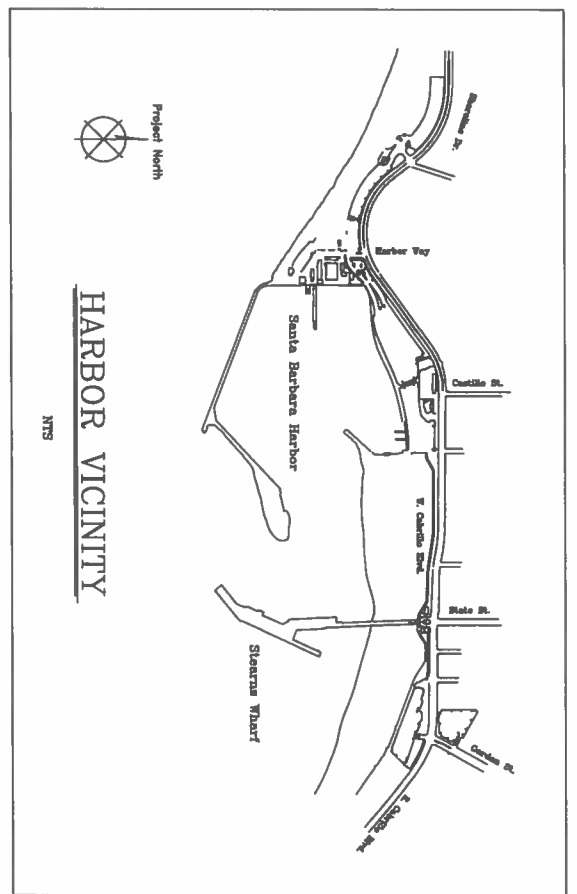 Shoreline Dr.
Harbor Way
Castillo St.
W. Cabrillo Blvd.
State St.
Garden St.
E. Cabrillo Blvd.
Santa Barbara Harbor
Stearns Wharf
Project North
HARBOR VICINITY
NTS